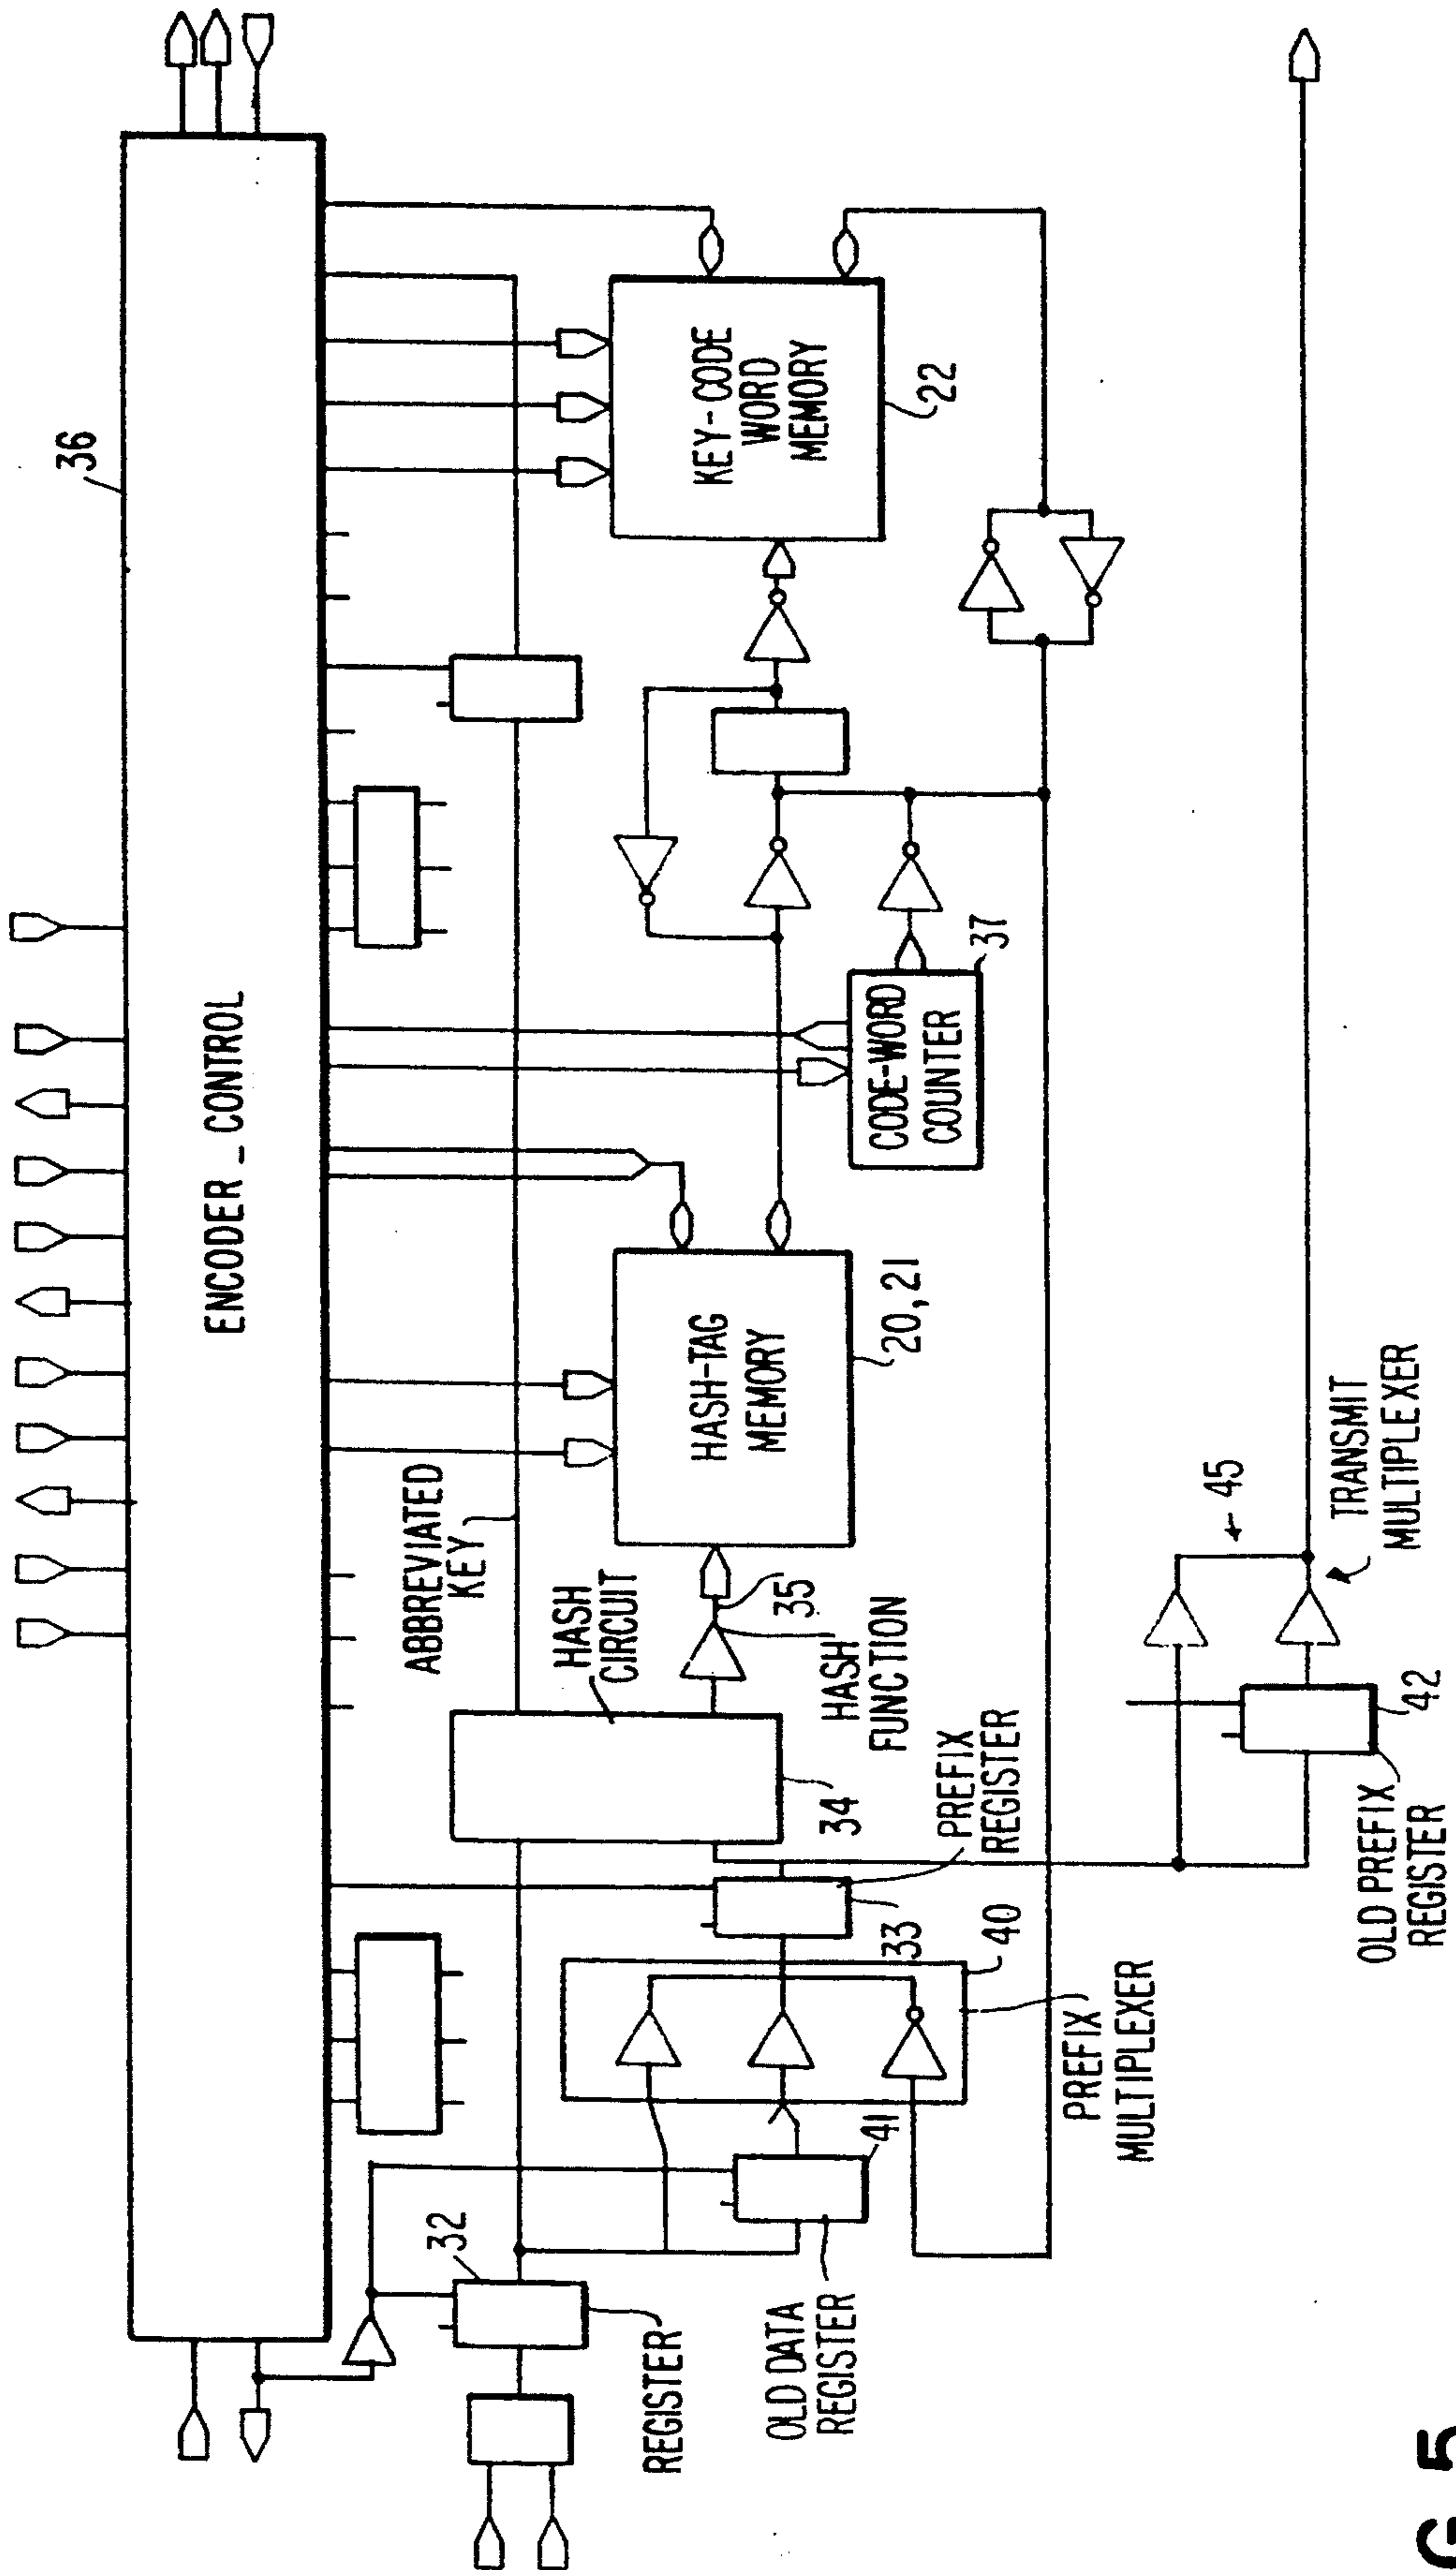 36
ENCODER_CONTROL
ABBREVIATED
KEY
HASH
CIRCUIT
32
REGISTER
34
35
HASH
FUNCTION
HASH-TAG
MEMORY
20,21
KEY-CODE
WORD
MEMORY
22
CODE-WORD
COUNTER
37
41
OLD DATA
REGISTER
33
PREFIX
REGISTER
40
PREFIX
MULTIPLEXER
45
TRANSMIT
MULTIPLEXER
42
OLD PREFIX
REGISTER
G 5